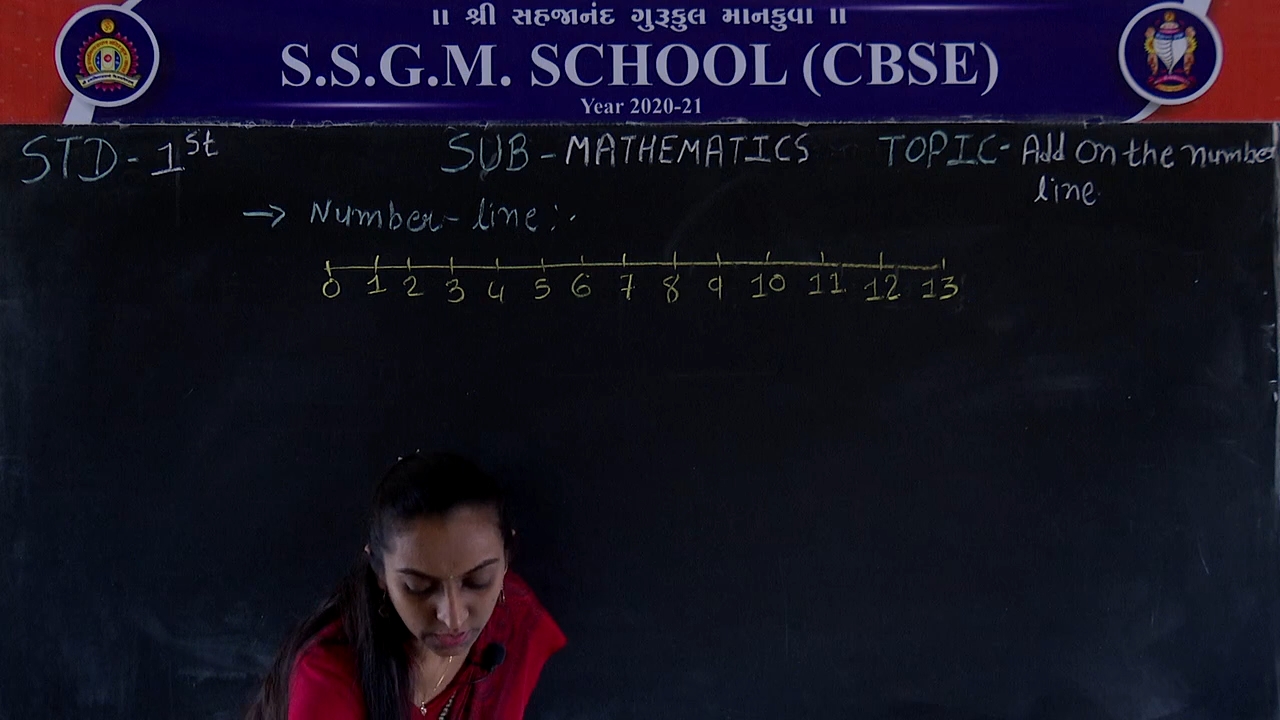 ॥ શ્રી સહજાનંદ ગુરૂકુલ માનકુવા ॥
S.S.G.M. SCHOOL (CBSE)
Year 2020-21
STD - 1st SUB - MATHEMATICS TOPIC - Add on the number
line
→ Number - line :-
0 1 2 3 4 5 6 7 8 9 10 11 12 13